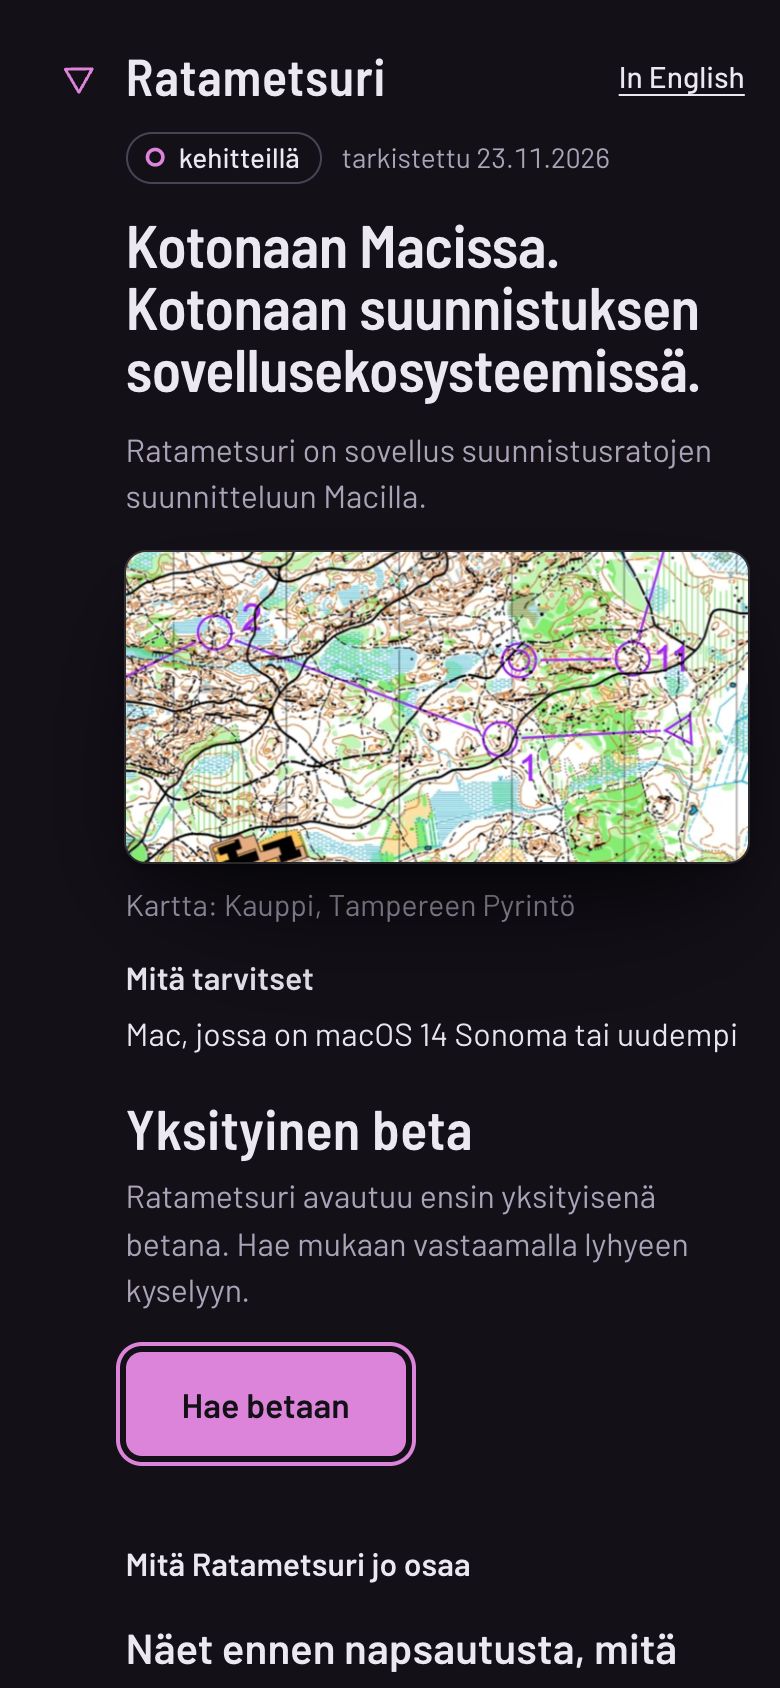 Ratametsuri
In English
kehitteillä
tarkistettu 23.11.2026
Kotonaan Macissa.
Kotonaan suunnistuksen
sovellusekosysteemissä.
Ratametsuri on sovellus suunnistusratojen
suunnitteluun Macilla.
2
11
1
Kartta: Kauppi, Tampereen Pyrintö
Mitä tarvitset
Mac, jossa on macOS 14 Sonoma tai uudempi
Yksityinen beta
Ratametsuri avautuu ensin yksityisenä
betana. Hae mukaan vastaamalla lyhyeen
kyselyyn.
Hae betaan
Mitä Ratametsuri jo osaa
Näet ennen napsautusta, mitä